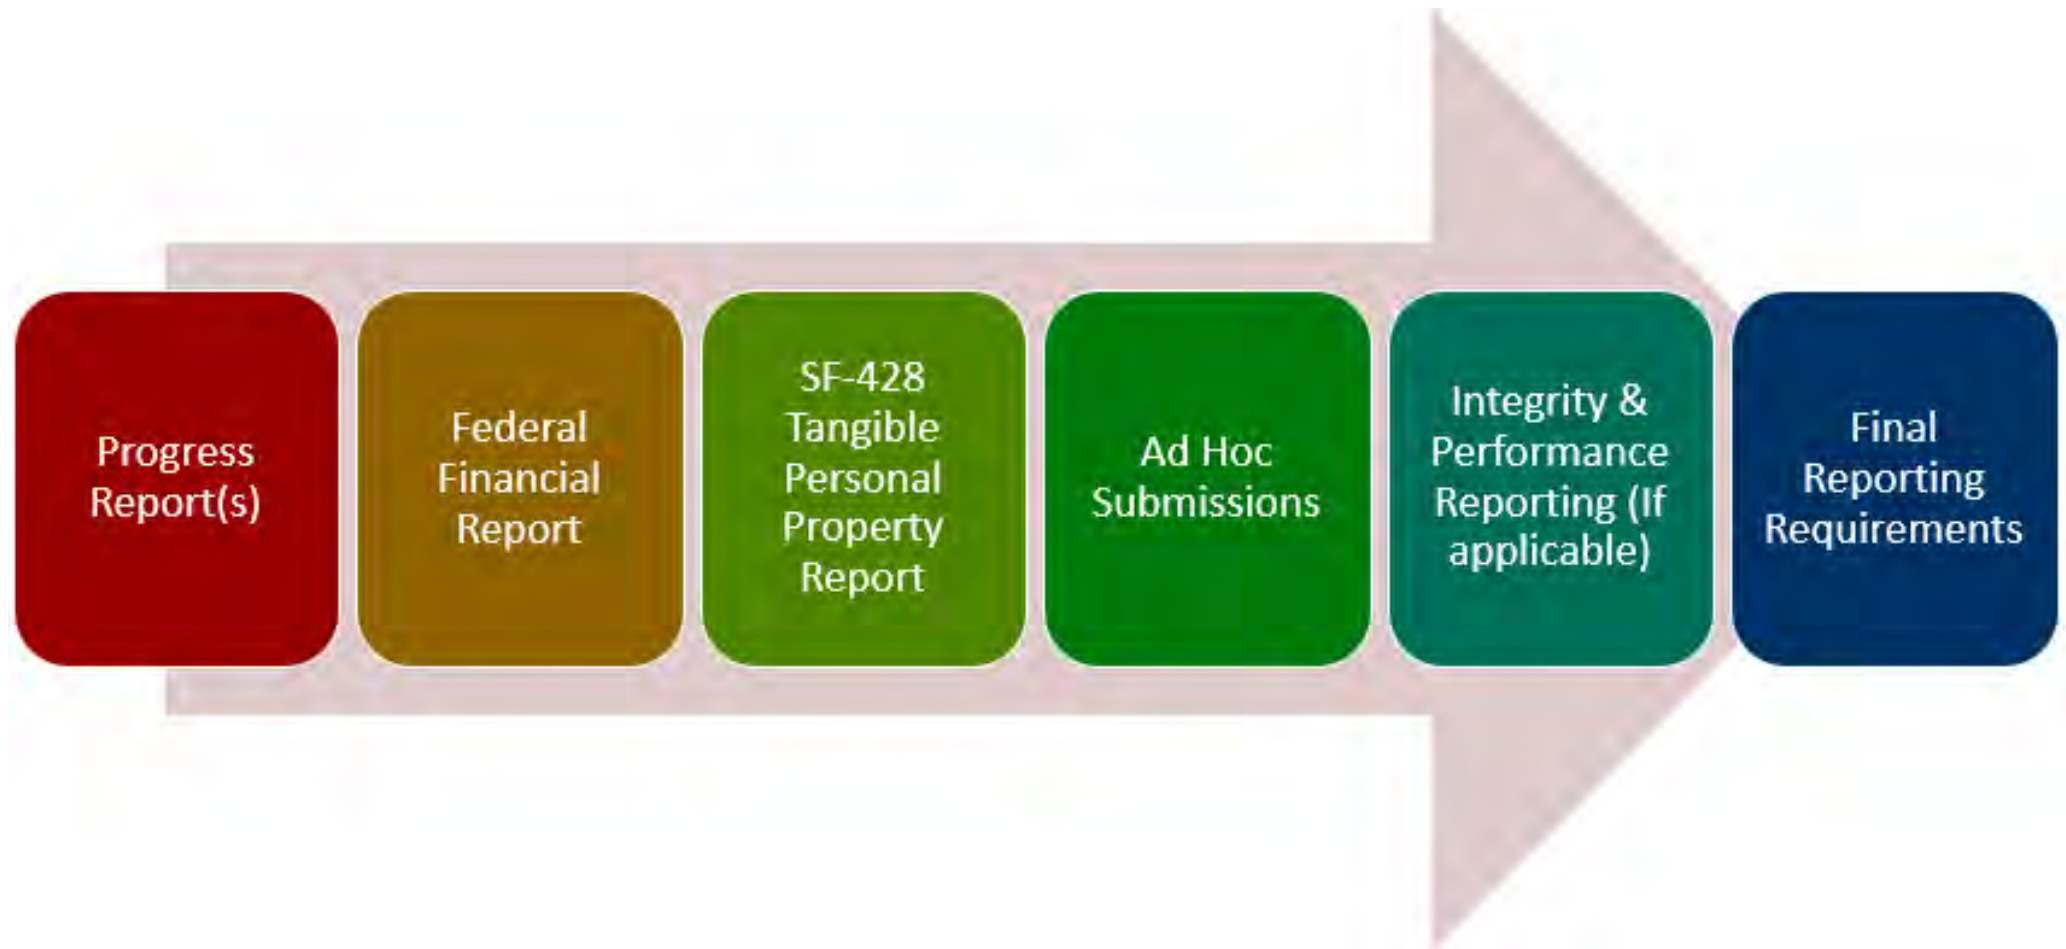 Progress
Report(s)
Federal
Financial
Report
SF-428
Tangible
Personal
Property
Report
Ad Hoc
Submissions
Integrity &
Performance
Reporting (If
applicable)
Final
Reporting
Requirements